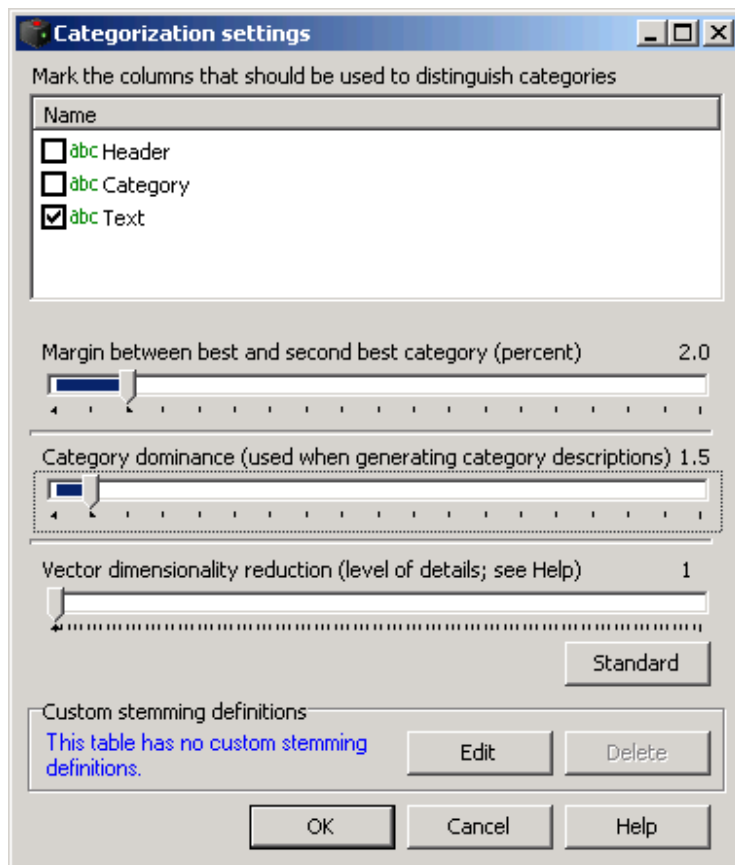 Categorization settings
Mark the columns that should be used to distinguish categories
Name
abc Header
abc Category
abc Text
Margin between best and second best category (percent) 2.0
Category dominance (used when generating category descriptions) 1.5
Vector dimensionality reduction (level of details; see Help) 1
Standard
Custom stemming definitions
This table has no custom stemming
definitions.
Edit
Delete
OK
Cancel
Help